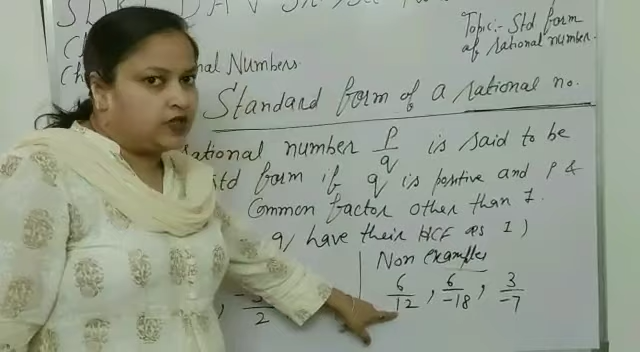 Topic:- Std form
of rational number.
nal Numbers.
Standard form of a rational no.
rational number p/q is said to be
std form if q is positive and p &
Common factor other than 1.
q have their HCF as 1)
Non examples
6/12, 6/-18, 3/-7
2